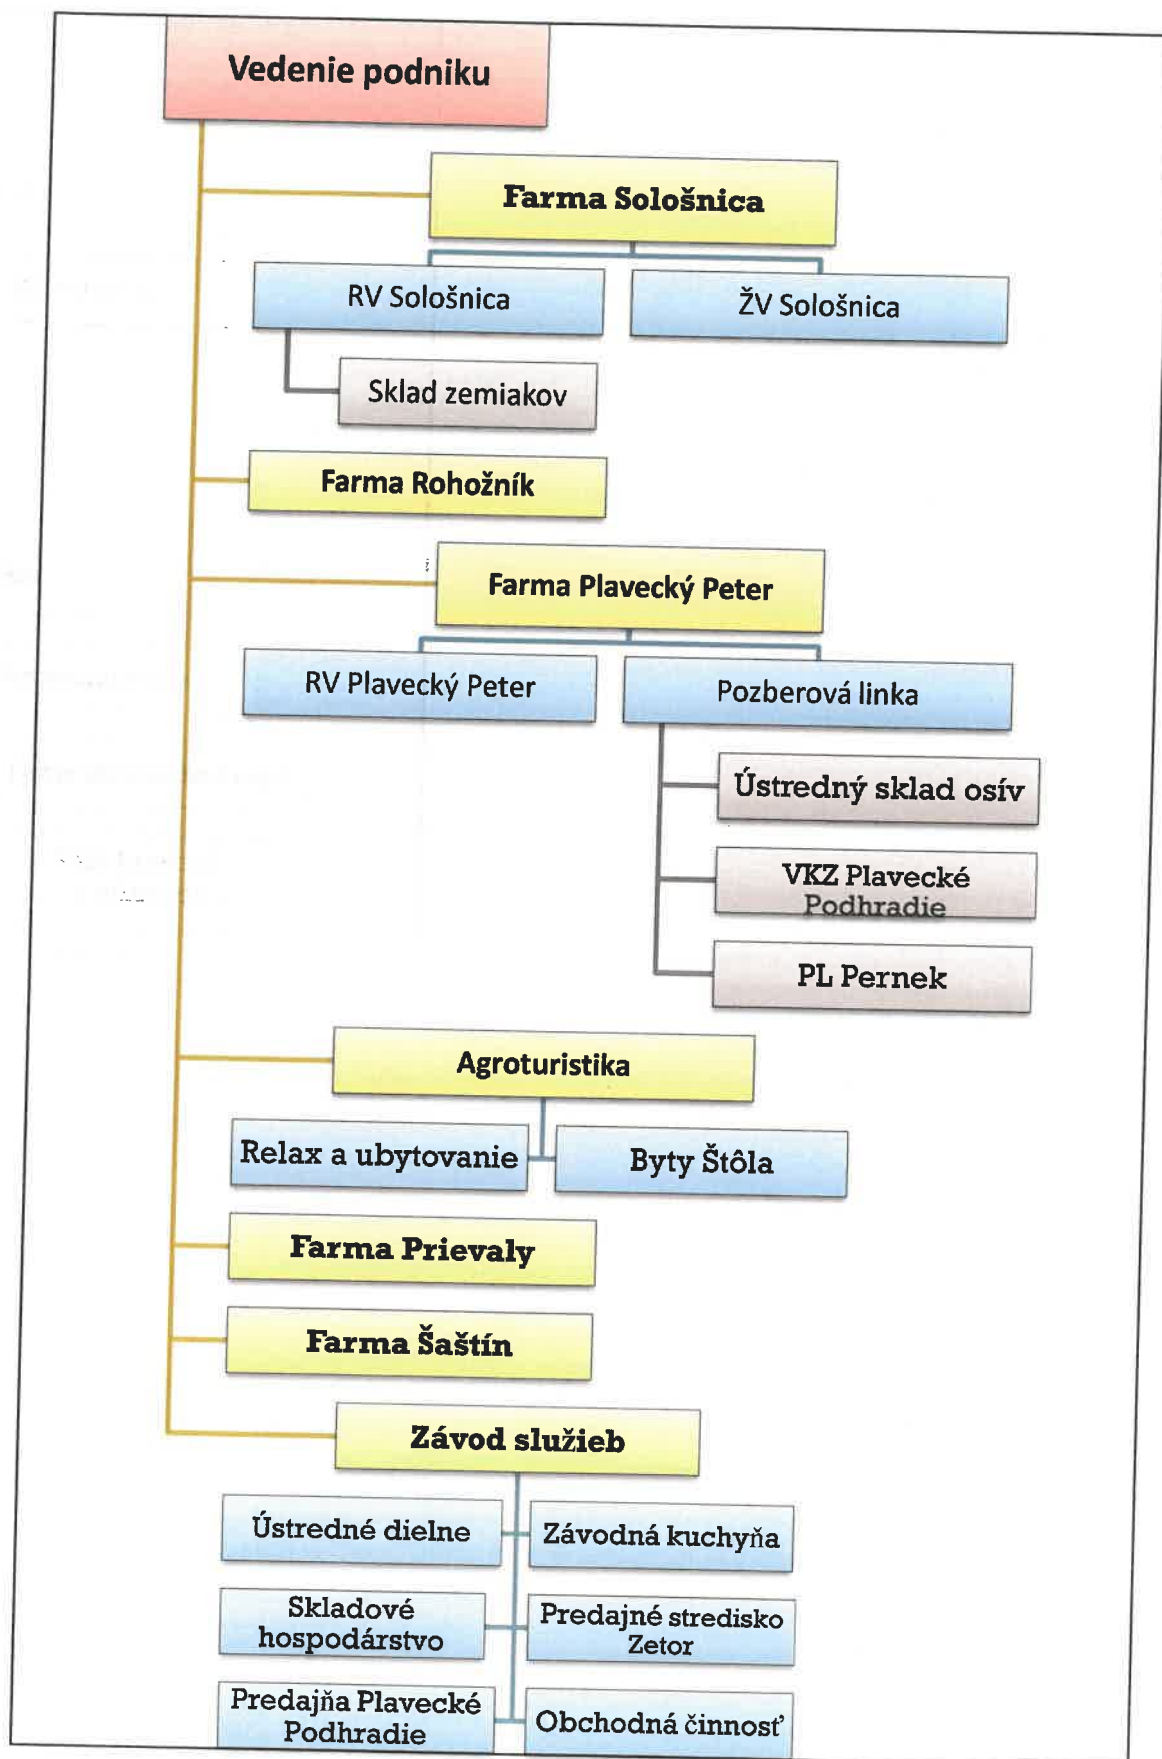 Vedenie podniku
Farma Sološnica
RV Sološnica
ŽV Sološnica
Sklad zemiakov
Farma Rohožník
Farma Plavecký Peter
RV Plavecký Peter
Pozberová linka
Ústredný sklad osív
VKZ Plavecké
Podhradie
PL Pernek
Agroturistika
Relax a ubytovanie
Byty Štôla
Farma Prievaly
Farma Šaštín
Závod služieb
Ústredné dielne
Závodná kuchyňa
Skladové
hospodárstvo
Predajné stredisko
Zetor
Predajňa Plavecké
Podhradie
Obchodná činnosť